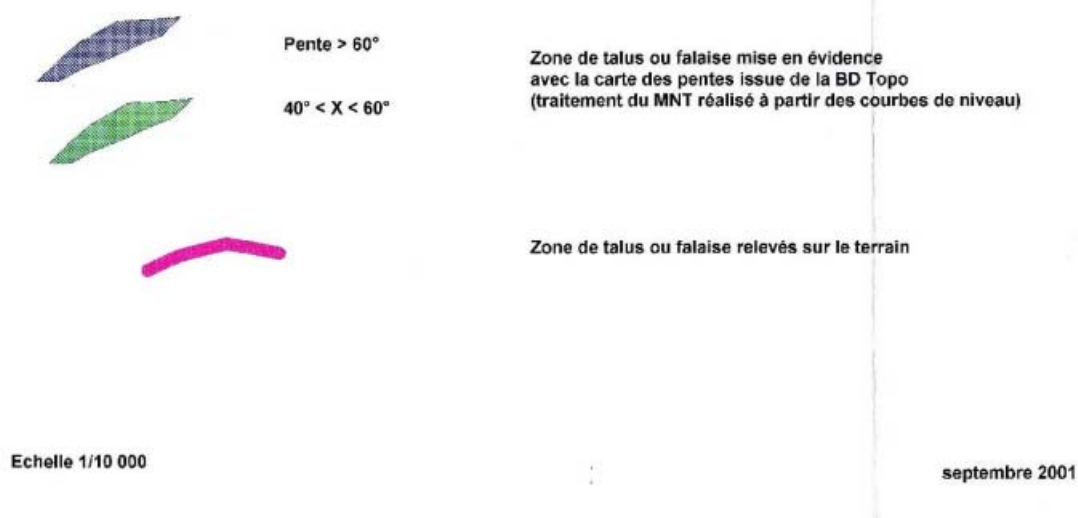 Pente > 60°
40° < X < 60°
Zone de talus ou falaise mise en évidence
avec la carte des pentes issue de la BD Topo
(traitement du MNT réalisé à partir des courbes de niveau)
Zone de talus ou falaise relevés sur le terrain
Echelle 1/10 000
septembre 2001